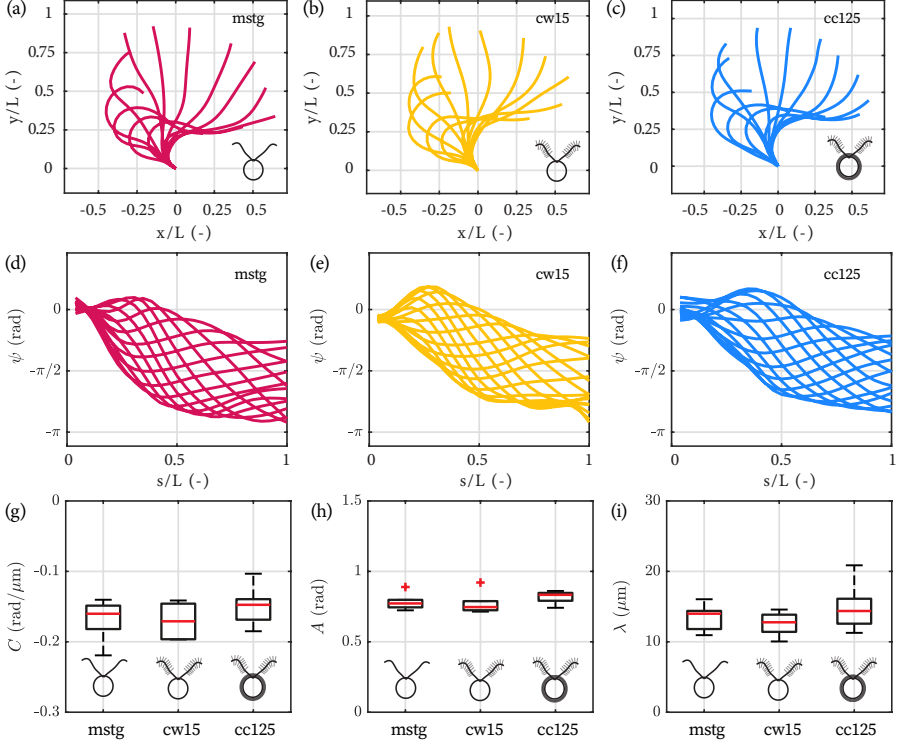 (a)
mstg
1
0.75
0.5
0.25
0
y/L (-)
-0.5
-0.25
0
0.25
0.5
x/L (-)
(b)
cw15
1
0.75
0.5
0.25
0
y/L (-)
-0.5
-0.25
0
0.25
0.5
x/L (-)
(c)
cc125
1
0.75
0.5
0.25
0
y/L (-)
-0.5
-0.25
0
0.25
0.5
x/L (-)
(d)
mstg
0
-π/2
-π
ψ (rad)
0
0.5
1
s/L (-)
(e)
cw15
0
-π/2
-π
ψ (rad)
0
0.5
1
s/L (-)
(f)
cc125
0
-π/2
-π
ψ (rad)
0
0.5
1
s/L (-)
(g)
0
-0.1
-0.2
-0.3
C (rad/μm)
mstg
cw15
cc125
(h)
1.5
1
0.5
0
A (rad)
mstg
cw15
cc125
(i)
30
20
10
0
λ (μm)
mstg
cw15
cc125